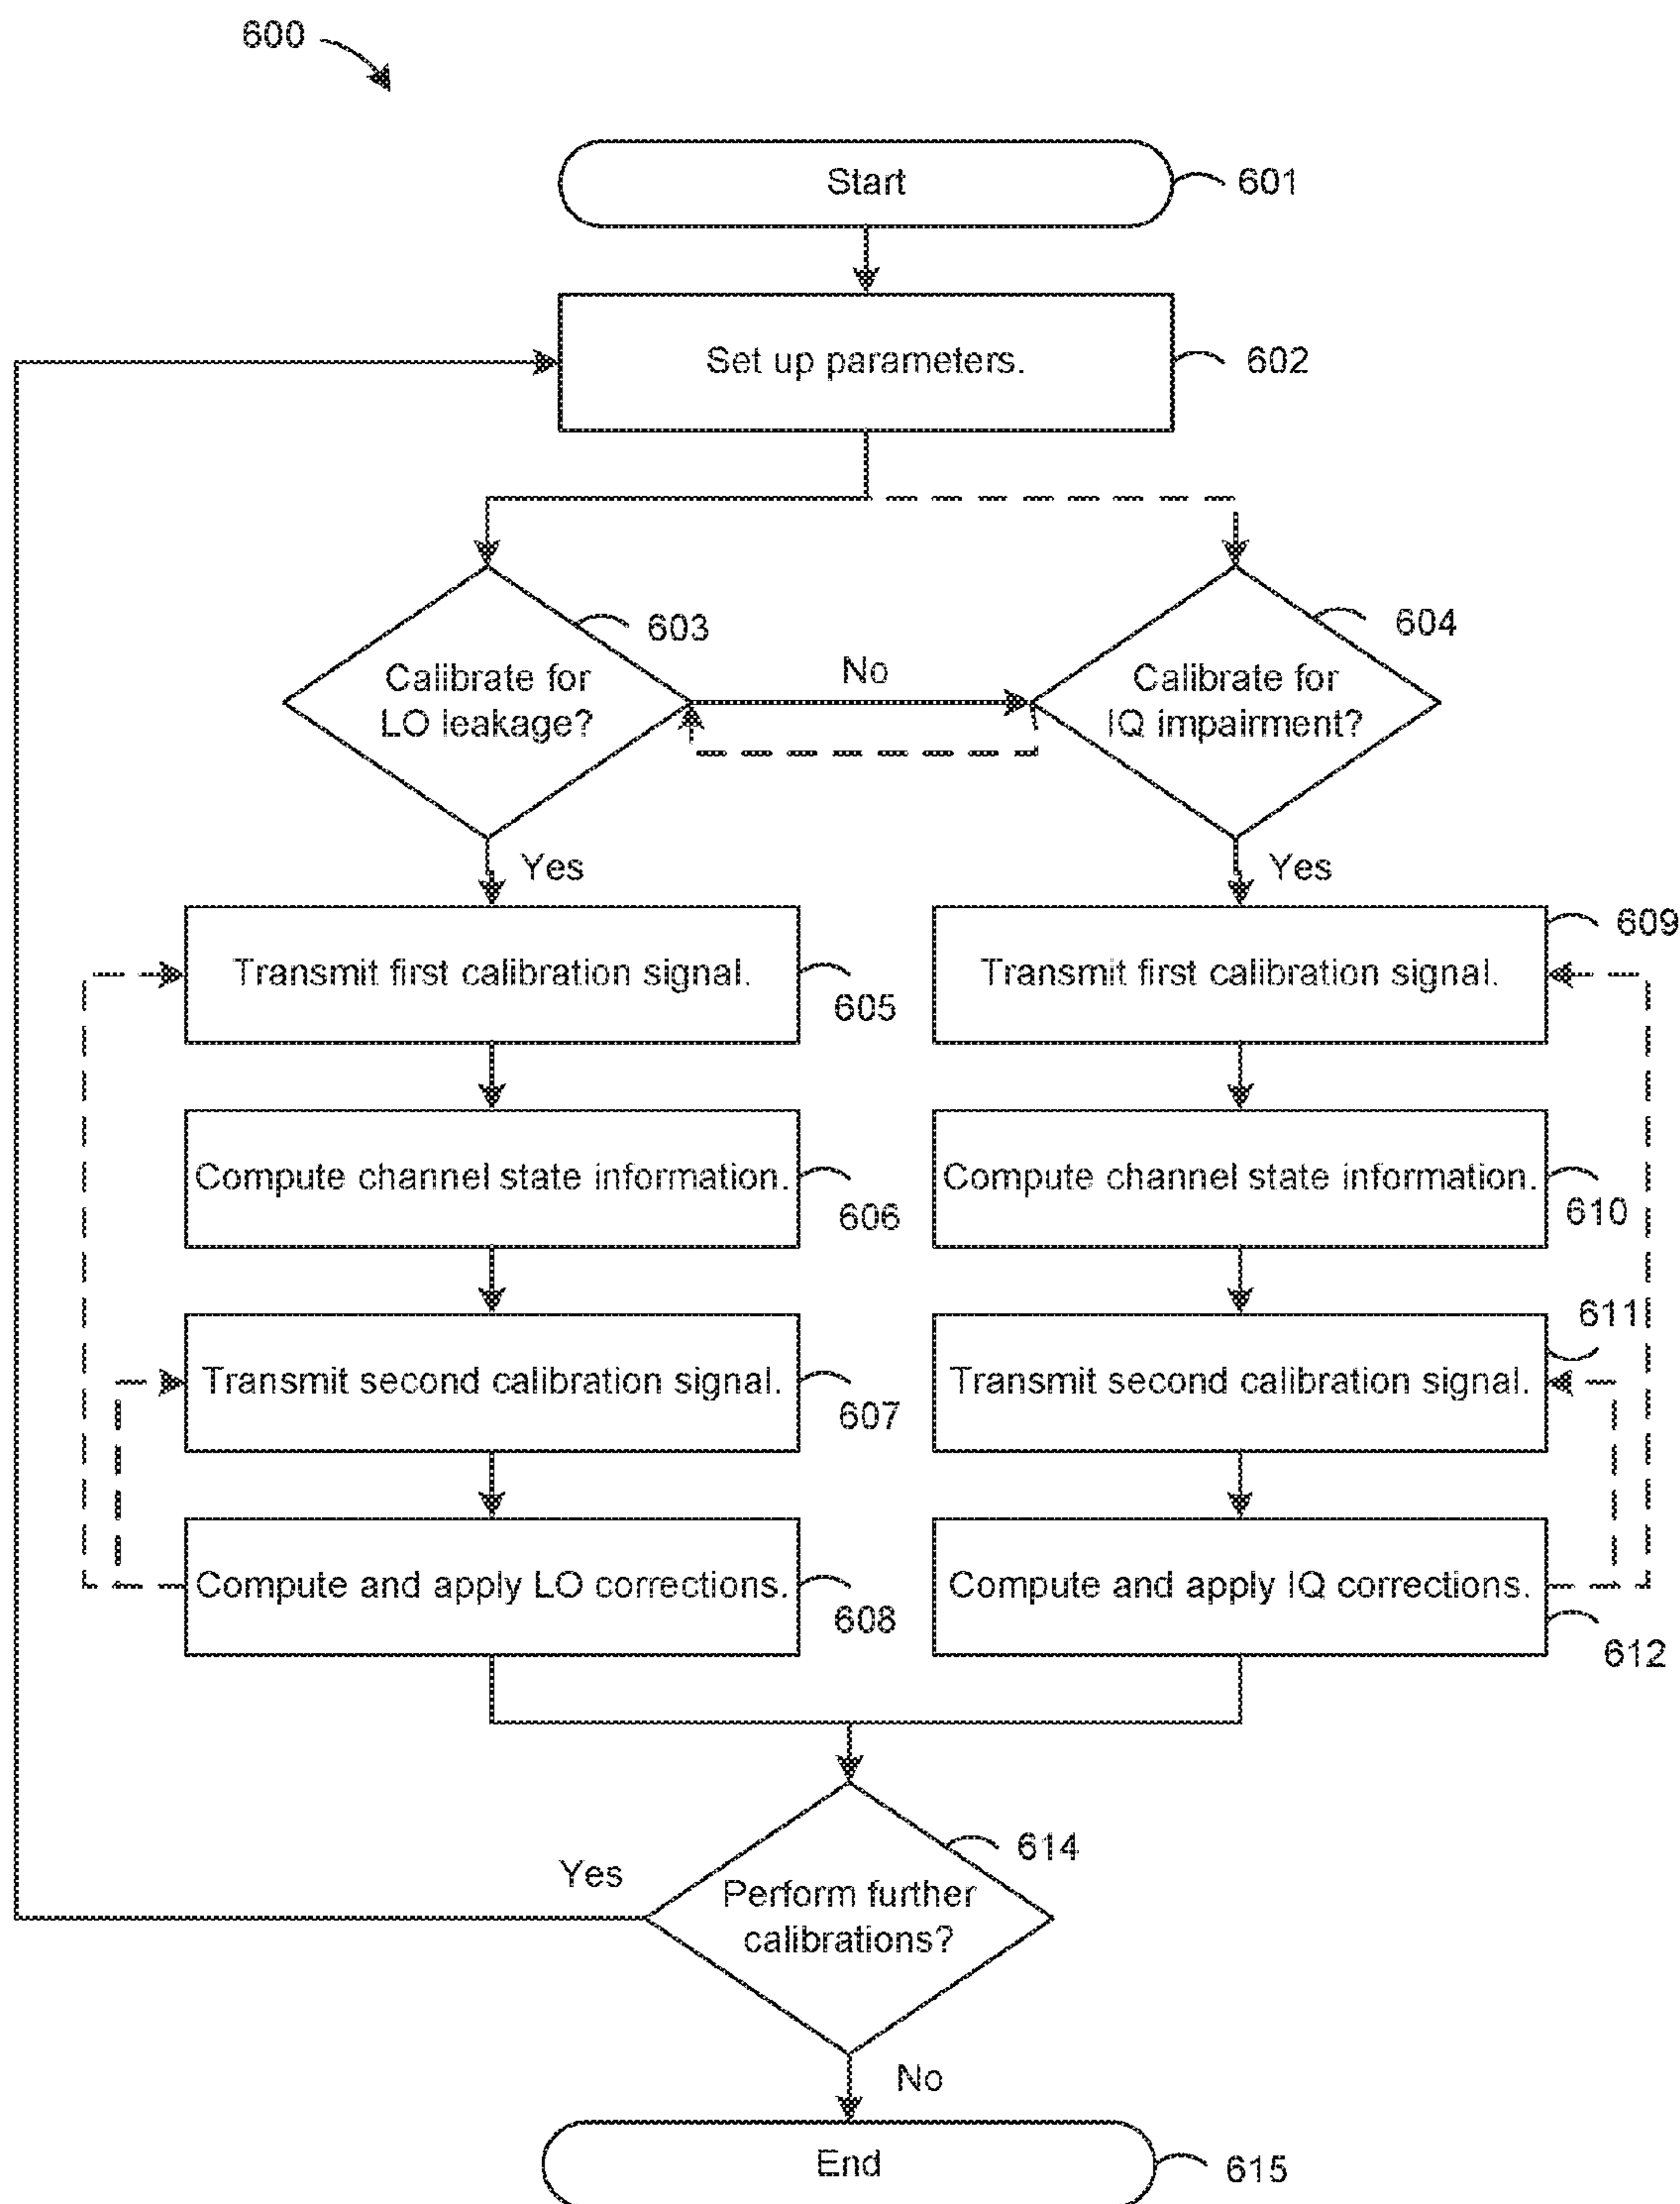 600
Start
601
Set up parameters.
602
603
604
Calibrate for
LO leakage?
No
Calibrate for
IQ impairment?
Yes
Yes
609
Transmit first calibration signal.
605
Transmit first calibration signal.
Compute channel state information.
606
Compute channel state information.
610
611
Transmit second calibration signal.
607
Transmit second calibration signal.
Compute and apply LO corrections.
608
Compute and apply IQ corrections.
612
614
Yes
Perform further
calibrations?
No
End
615